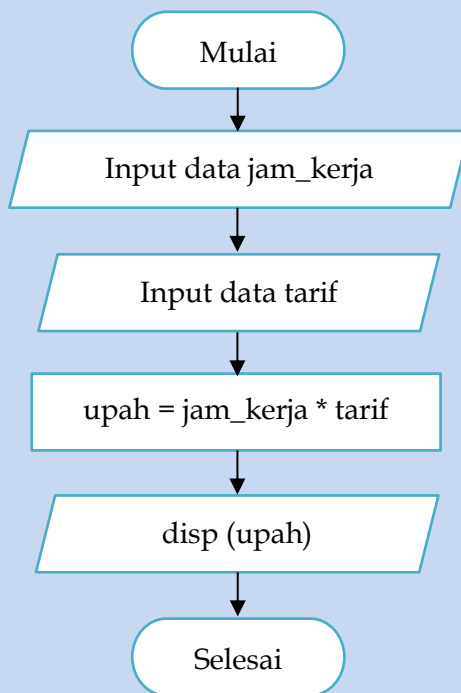 Mulai
Input data jam_kerja
Input data tarif
upah = jam_kerja * tarif
disp (upah)
Selesai